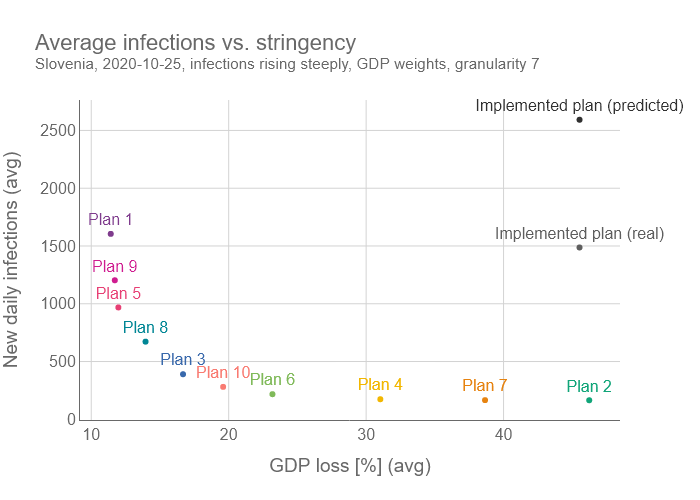 Average infections vs. stringency
Slovenia, 2020-10-25, infections rising steeply, GDP weights, granularity 7
New daily infections (avg)
2500
2000
1500
1000
500
0
Implemented plan (predicted)
Plan 1
Implemented plan (real)
Plan 9
Plan 5
Plan 8
Plan 3
Plan 10
Plan 6
Plan 4
Plan 7
Plan 2
10 20 30 40
GDP loss [%] (avg)